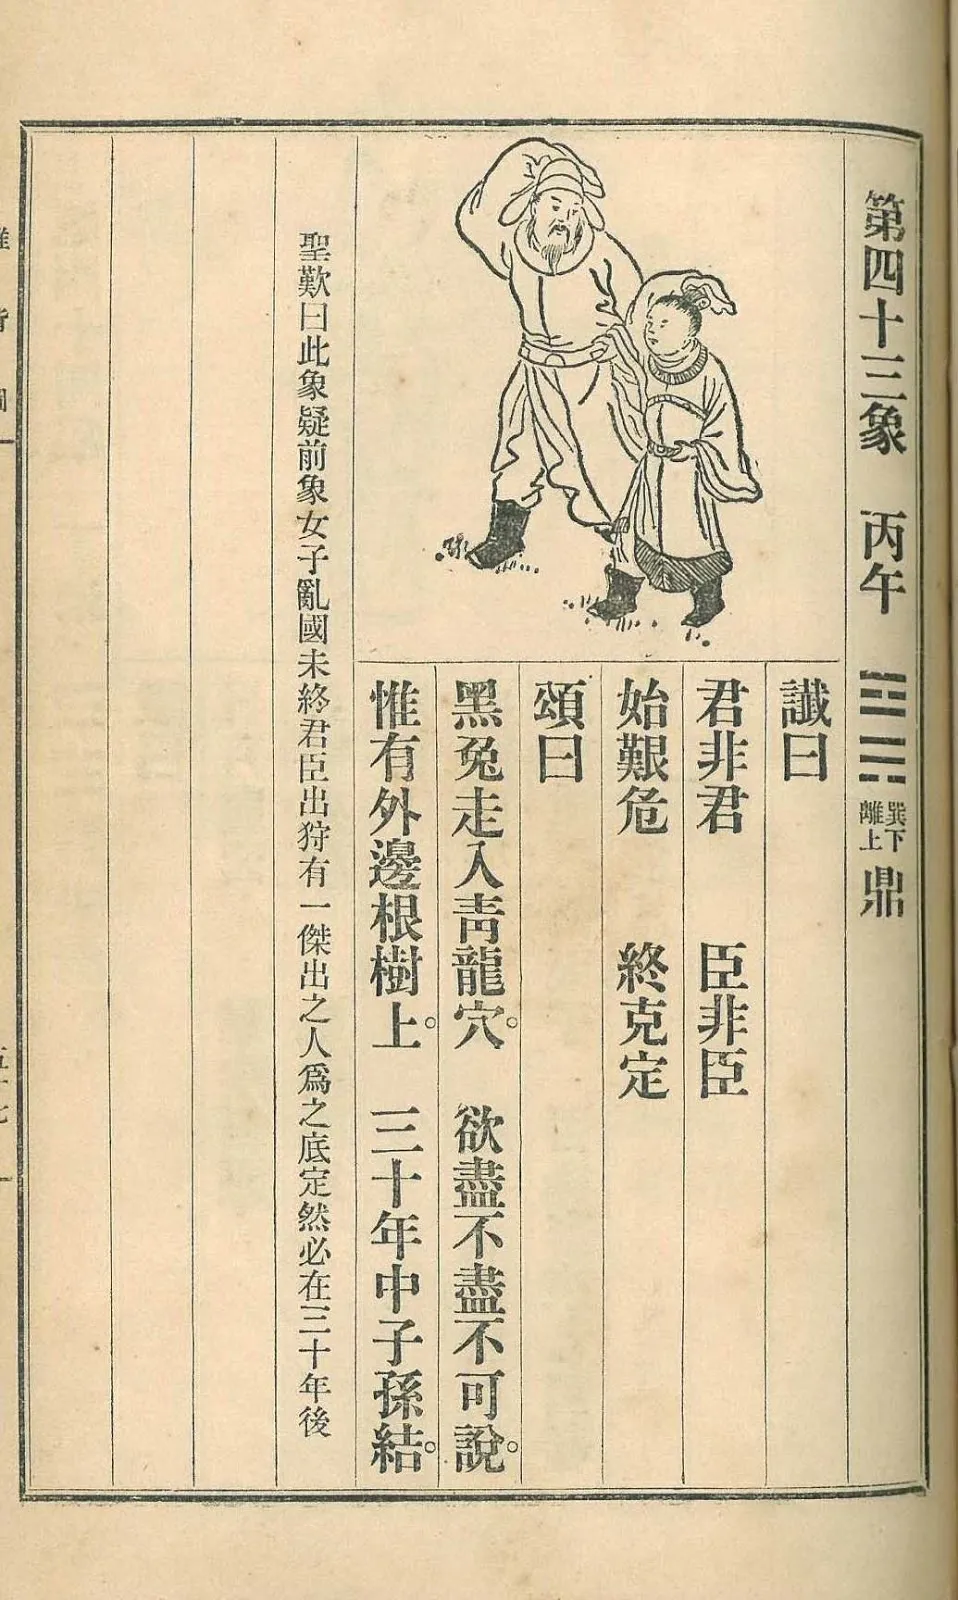 第四十三象 丙午 巽下離上 鼎
讖曰
君非君 臣非臣
始艱危 終克定
頌曰
黑兔走入青龍穴。欲盡不盡不可說。
惟有外邊根樹上。三十年中子孫結。
聖歎曰此象疑前象女子亂國未終君臣出狩有一傑出之人爲之底定然必在三十年後